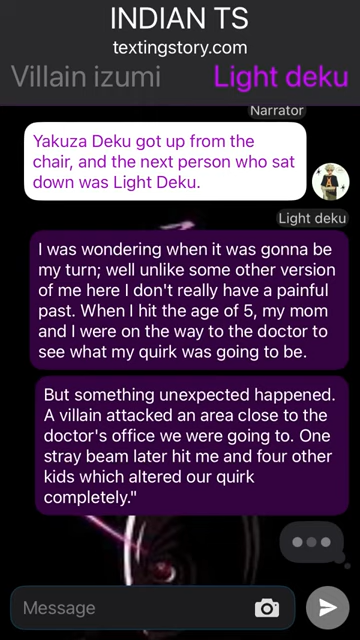 INDIAN TS
textingstory.com
Villain izumi
Light deku
Narrator
Yakuza Deku got up from the
chair, and the next person who sat
down was Light Deku.
Light deku
I was wondering when it was gonna be
my turn; well unlike some other version
of me here I don't really have a painful
past. When I hit the age of 5, my mom
and I were on the way to the doctor to
see what my quirk was going to be.
But something unexpected happened.
A villain attacked an area close to the
doctor's office we were going to. One
stray beam later hit me and four other
kids which altered our quirk
completely."
Message